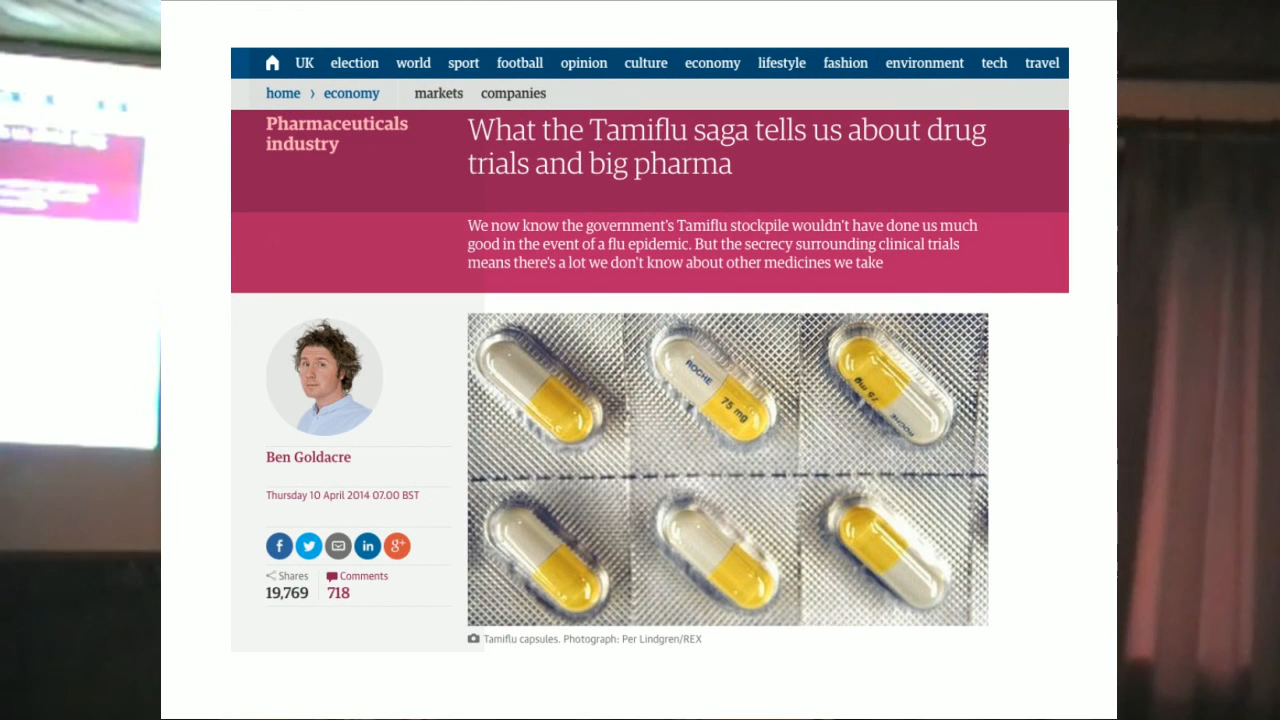 UK election world sport football opinion culture economy lifestyle fashion environment tech travel
home › economy markets companies
Pharmaceuticals
industry
What the Tamiflu saga tells us about drug
trials and big pharma
We now know the government's Tamiflu stockpile wouldn't have done us much
good in the event of a flu epidemic. But the secrecy surrounding clinical trials
means there's a lot we don't know about other medicines we take
Ben Goldacre
Thursday 10 April 2014 07.00 BST
f in g+
Shares Comments
19,769 718
ROCHE
75 mg
75 mg
ROCHE
Tamiflu capsules. Photograph: Per Lindgren/REX